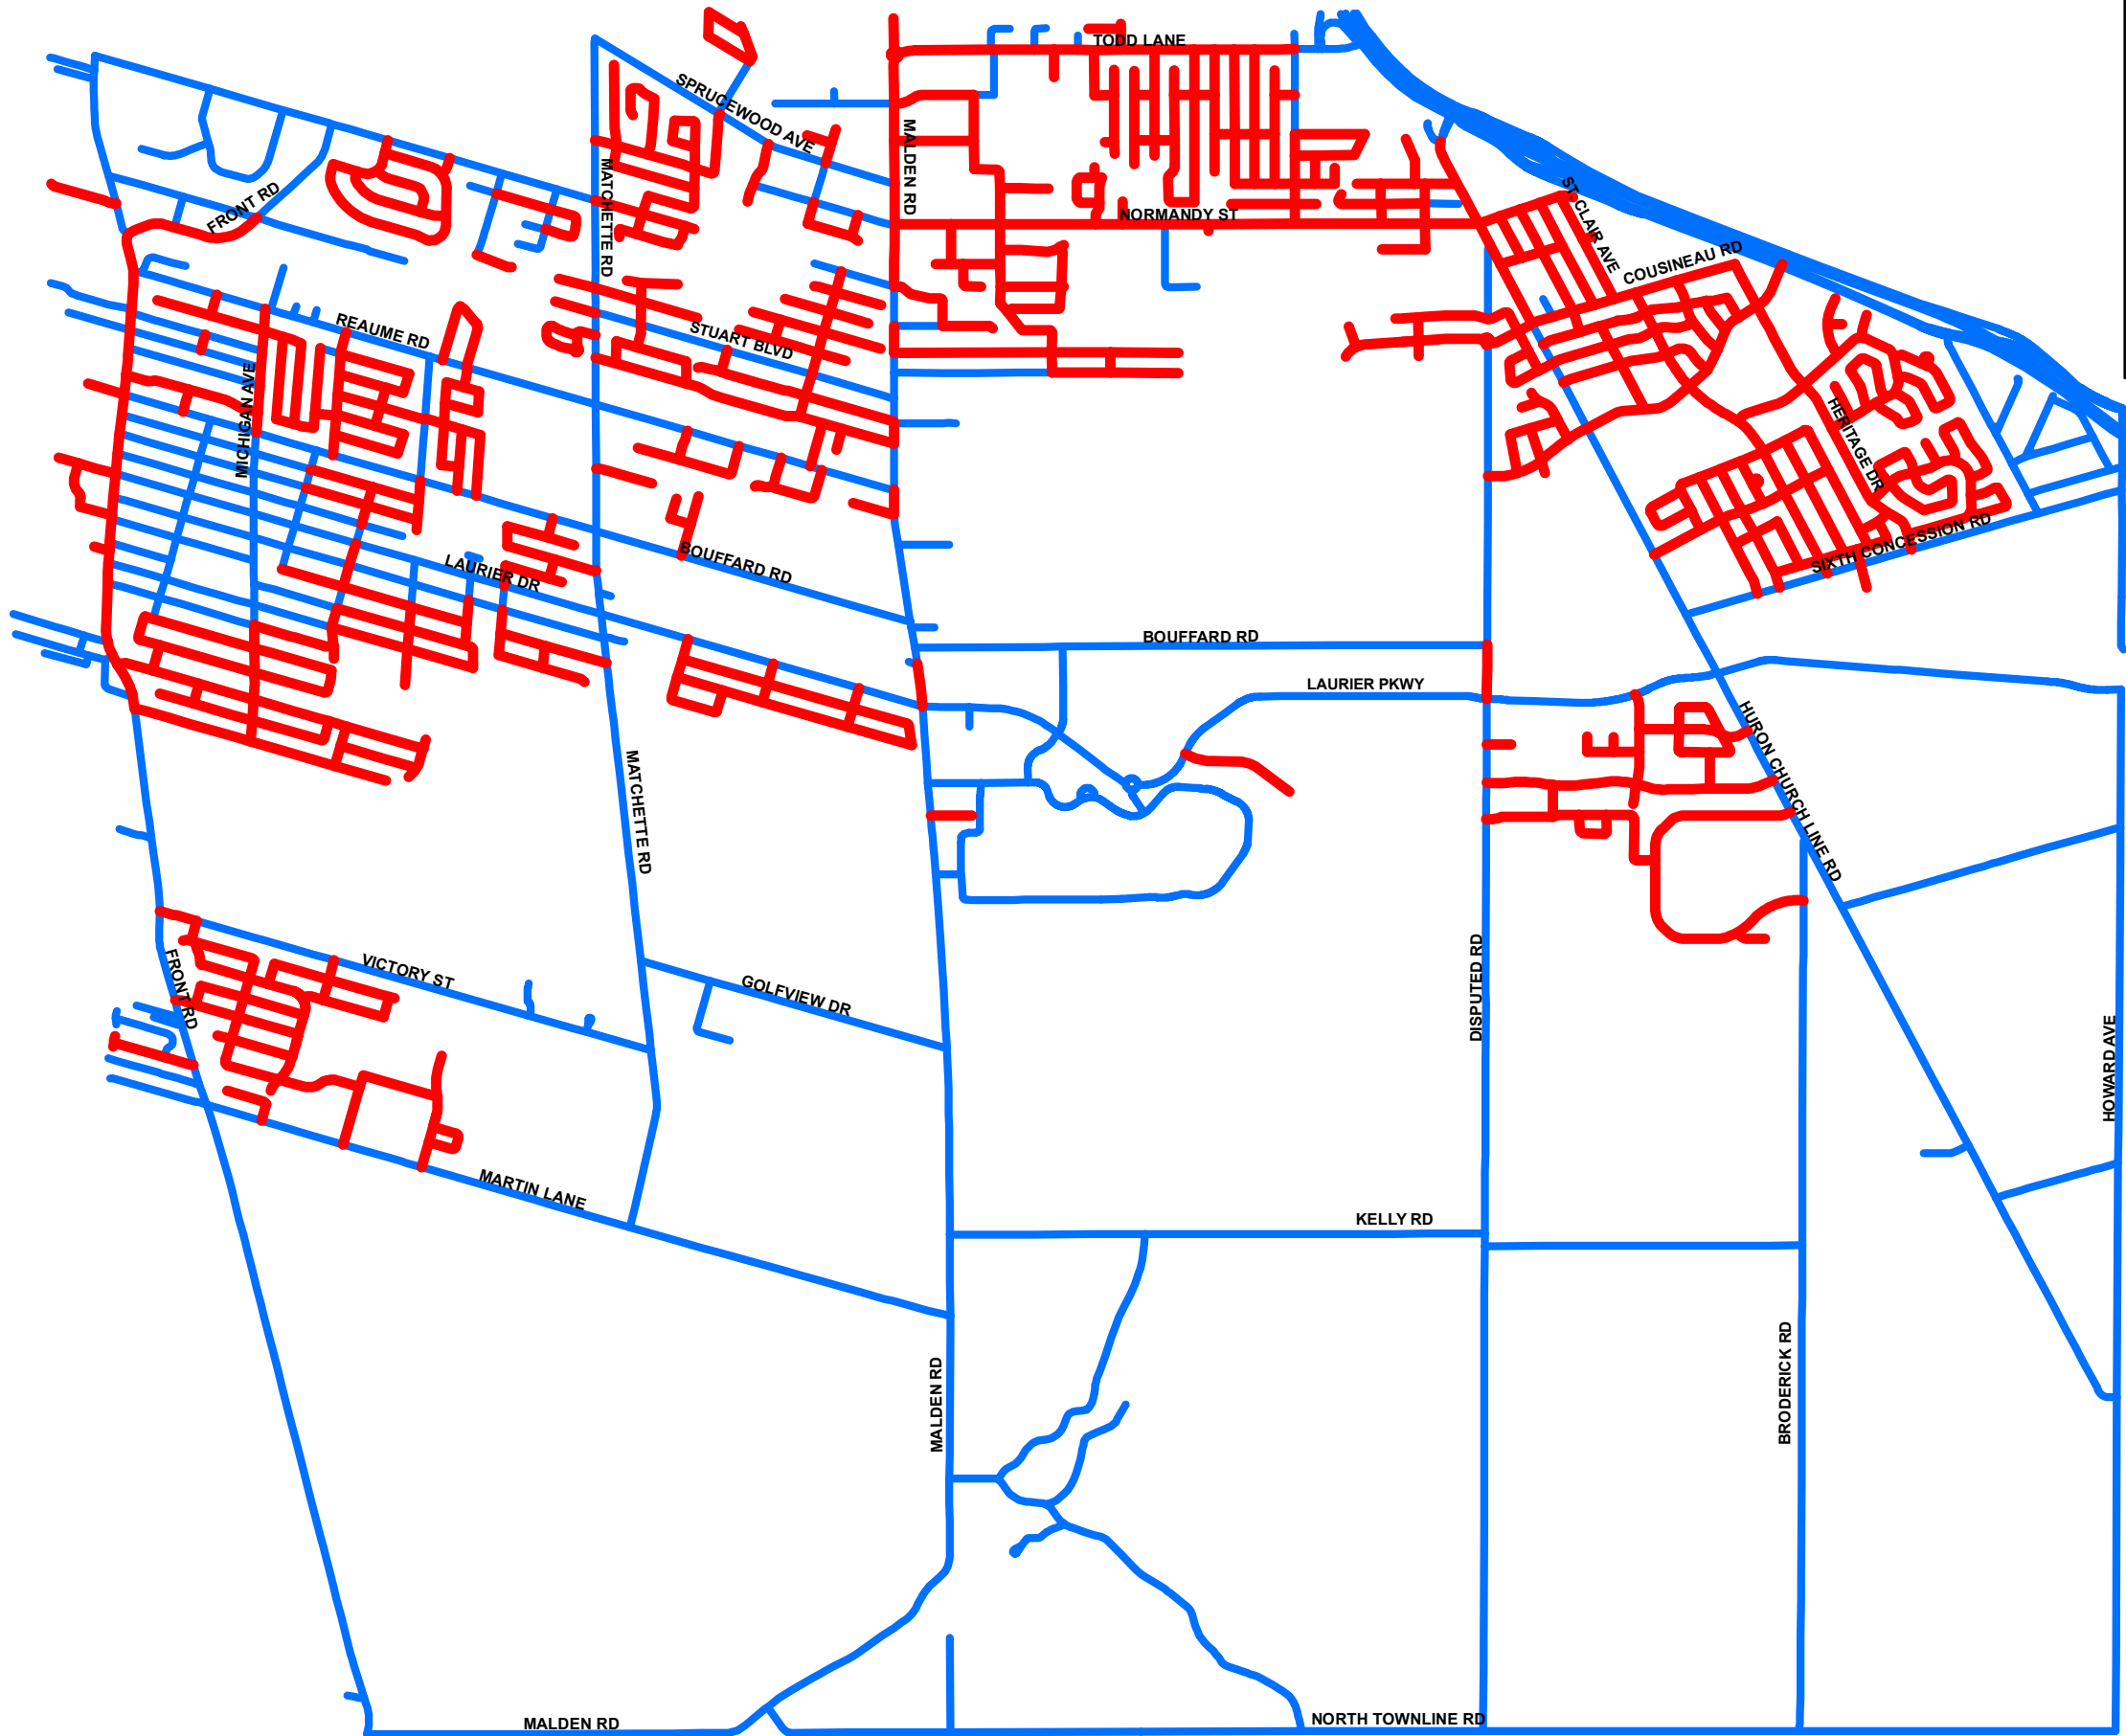 TODD LANE
SPRUCEWOOD AVE
MALDEN RD
MATCHETTE RD
FRONT RD
NORMANDY ST
ST CLAIR AVE
COUSINEAU RD
REAUME RD
STUART BLVD
MICHIGAN AVE
HERITAGE DR
SIXTH CONCESSION RD
LAURIER DR
BOUFFARD RD
BOUFFARD RD
LAURIER PKWY
HURON CHURCH LINE RD
MATCHETTE RD
VICTORY ST
FRONT RD
GOLFVIEW DR
DISPUTED RD
HOWARD AVE
MARTIN LANE
KELLY RD
MALDEN RD
BRODERICK RD
MALDEN RD
NORTH TOWNLINE RD